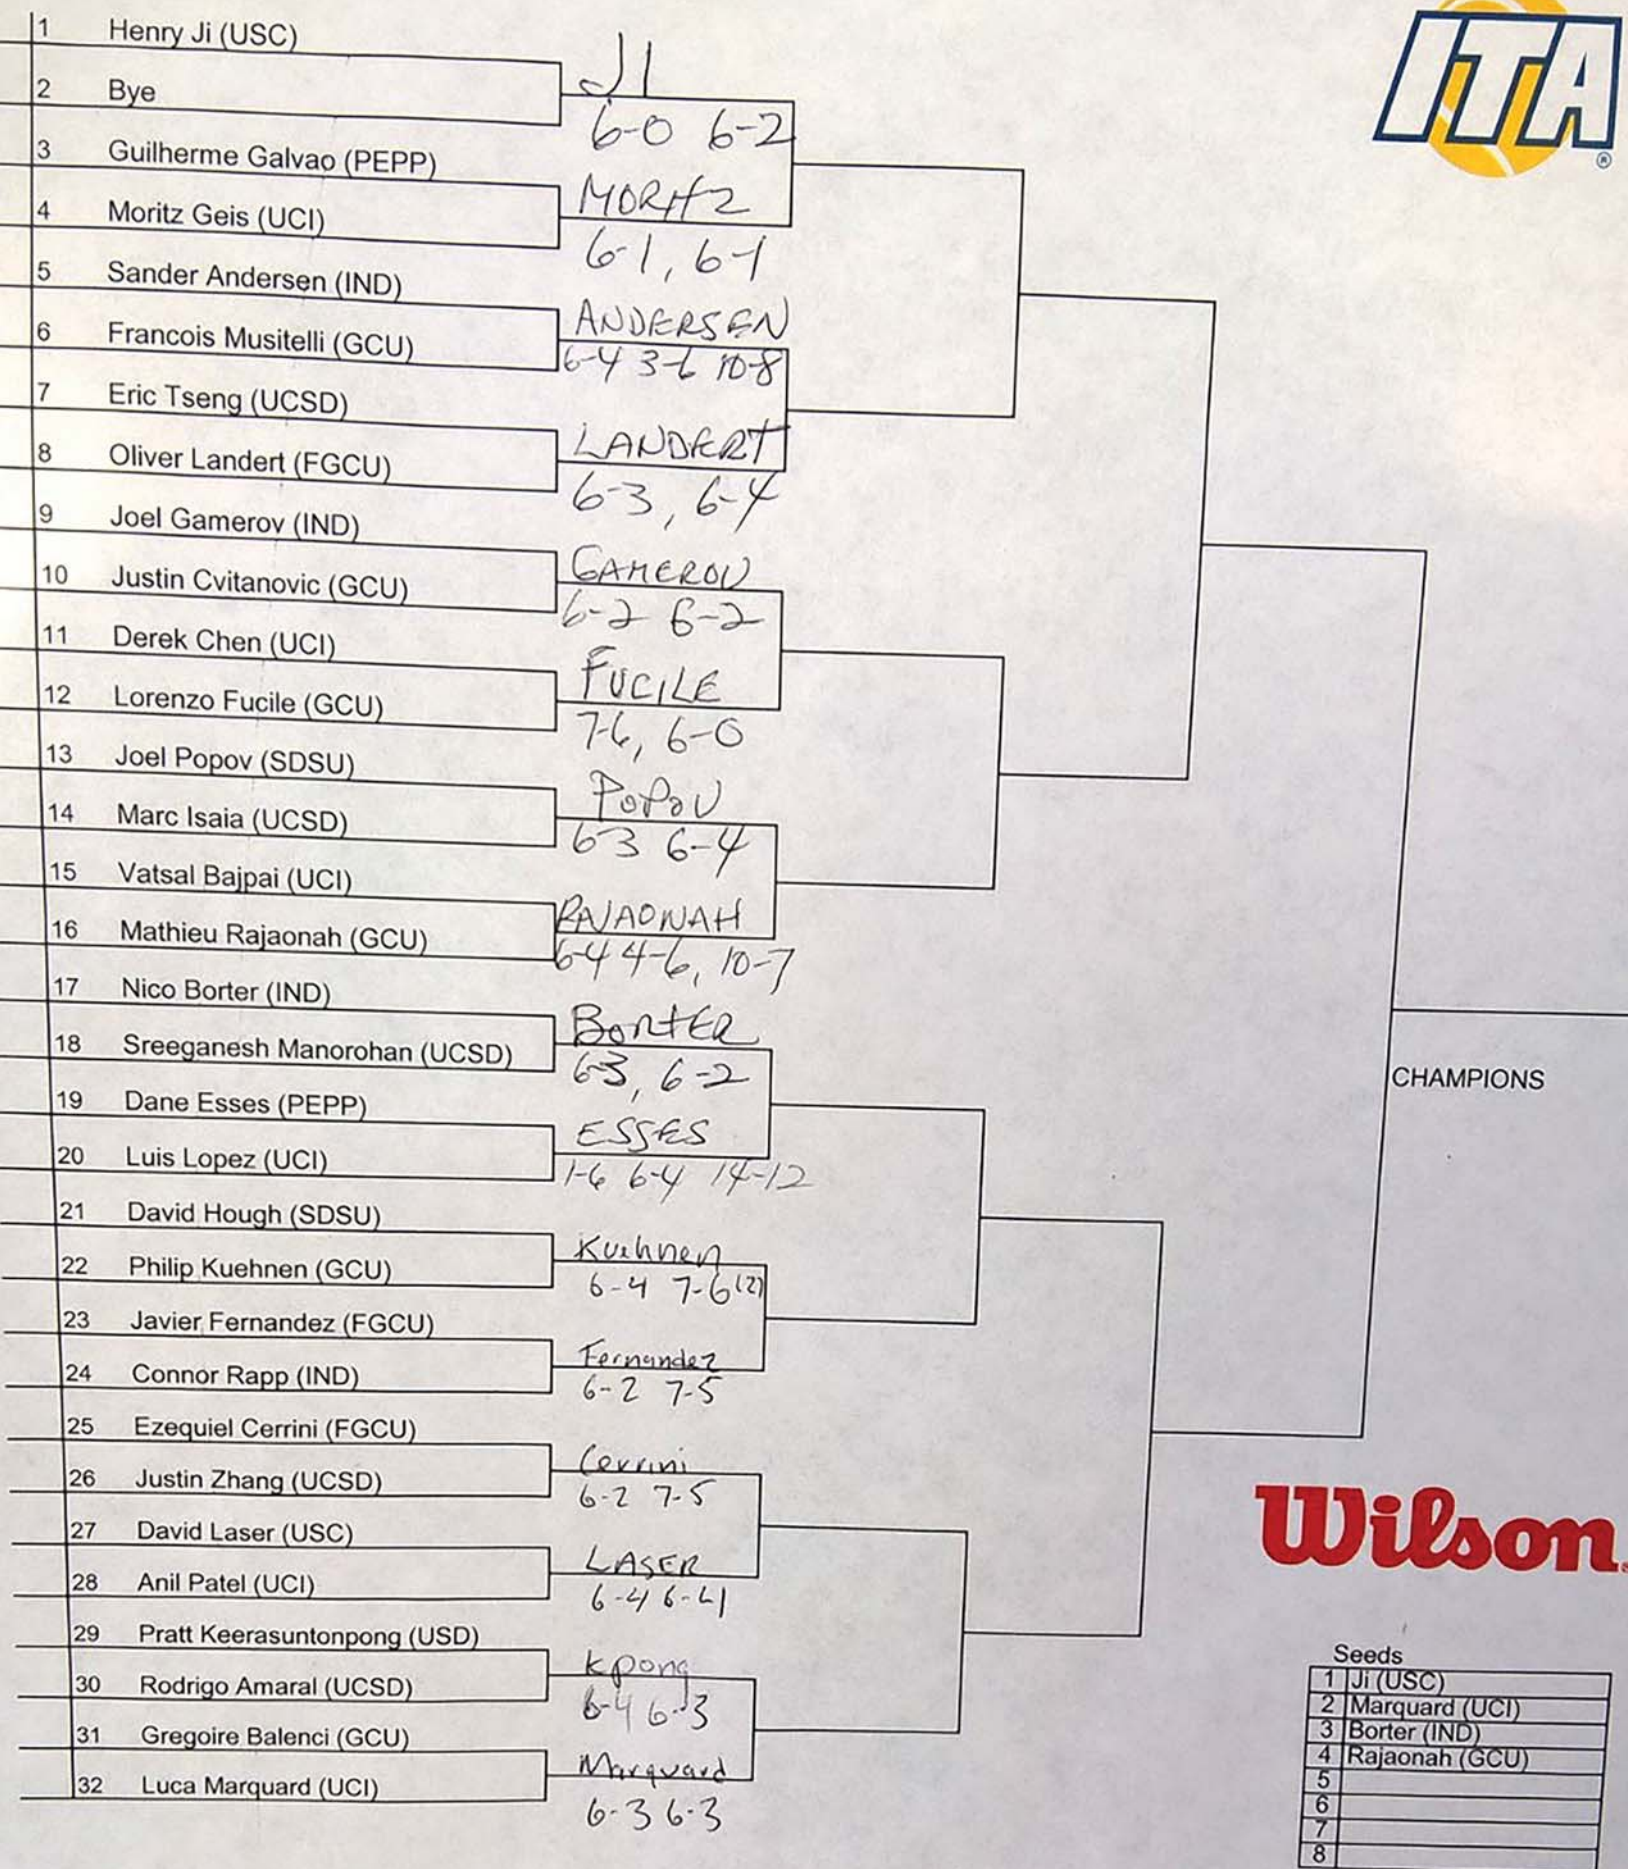 ITA®
1 Henry Ji (USC)
JI
2 Bye
6-0 6-2
3 Guilherme Galvao (PEPP)
MORITZ
4 Moritz Geis (UCI)
6-1, 6-1
5 Sander Andersen (IND)
ANDERSEN
6 Francois Musitelli (GCU)
6-4 3-6 10-8
7 Eric Tseng (UCSD)
LANDERT
8 Oliver Landert (FGCU)
6-3, 6-4
9 Joel Gamerov (IND)
GAMEROV
10 Justin Cvitanovic (GCU)
6-2 6-2
11 Derek Chen (UCI)
FUCILE
12 Lorenzo Fucile (GCU)
7-6, 6-0
13 Joel Popov (SDSU)
POPOV
14 Marc Isaia (UCSD)
6-3 6-4
15 Vatsal Bajpai (UCI)
RAJAONAH
16 Mathieu Rajaonah (GCU)
6-4 4-6, 10-7
17 Nico Borter (IND)
BORTER
18 Sreeganesh Manorohan (UCSD)
6-3, 6-2
CHAMPIONS
19 Dane Esses (PEPP)
ESSES
20 Luis Lopez (UCI)
1-6 6-4 14-12
21 David Hough (SDSU)
Kuehnen
22 Philip Kuehnen (GCU)
6-4 7-6(2)
23 Javier Fernandez (FGCU)
Fernandez
24 Connor Rapp (IND)
6-2 7-5
25 Ezequiel Cerrini (FGCU)
Cerrini
26 Justin Zhang (UCSD)
6-2 7-5
27 David Laser (USC)
LASER
28 Anil Patel (UCI)
6-4 6-4
Wilson.
29 Pratt Keerasuntonpong (USD)
Kpong
30 Rodrigo Amaral (UCSD)
6-4 6-3
31 Gregoire Balenci (GCU)
Marquard
32 Luca Marquard (UCI)
6-3 6-3
Seeds
1 Ji (USC)
2 Marquard (UCI)
3 Borter (IND)
4 Rajaonah (GCU)
5
6
7
8